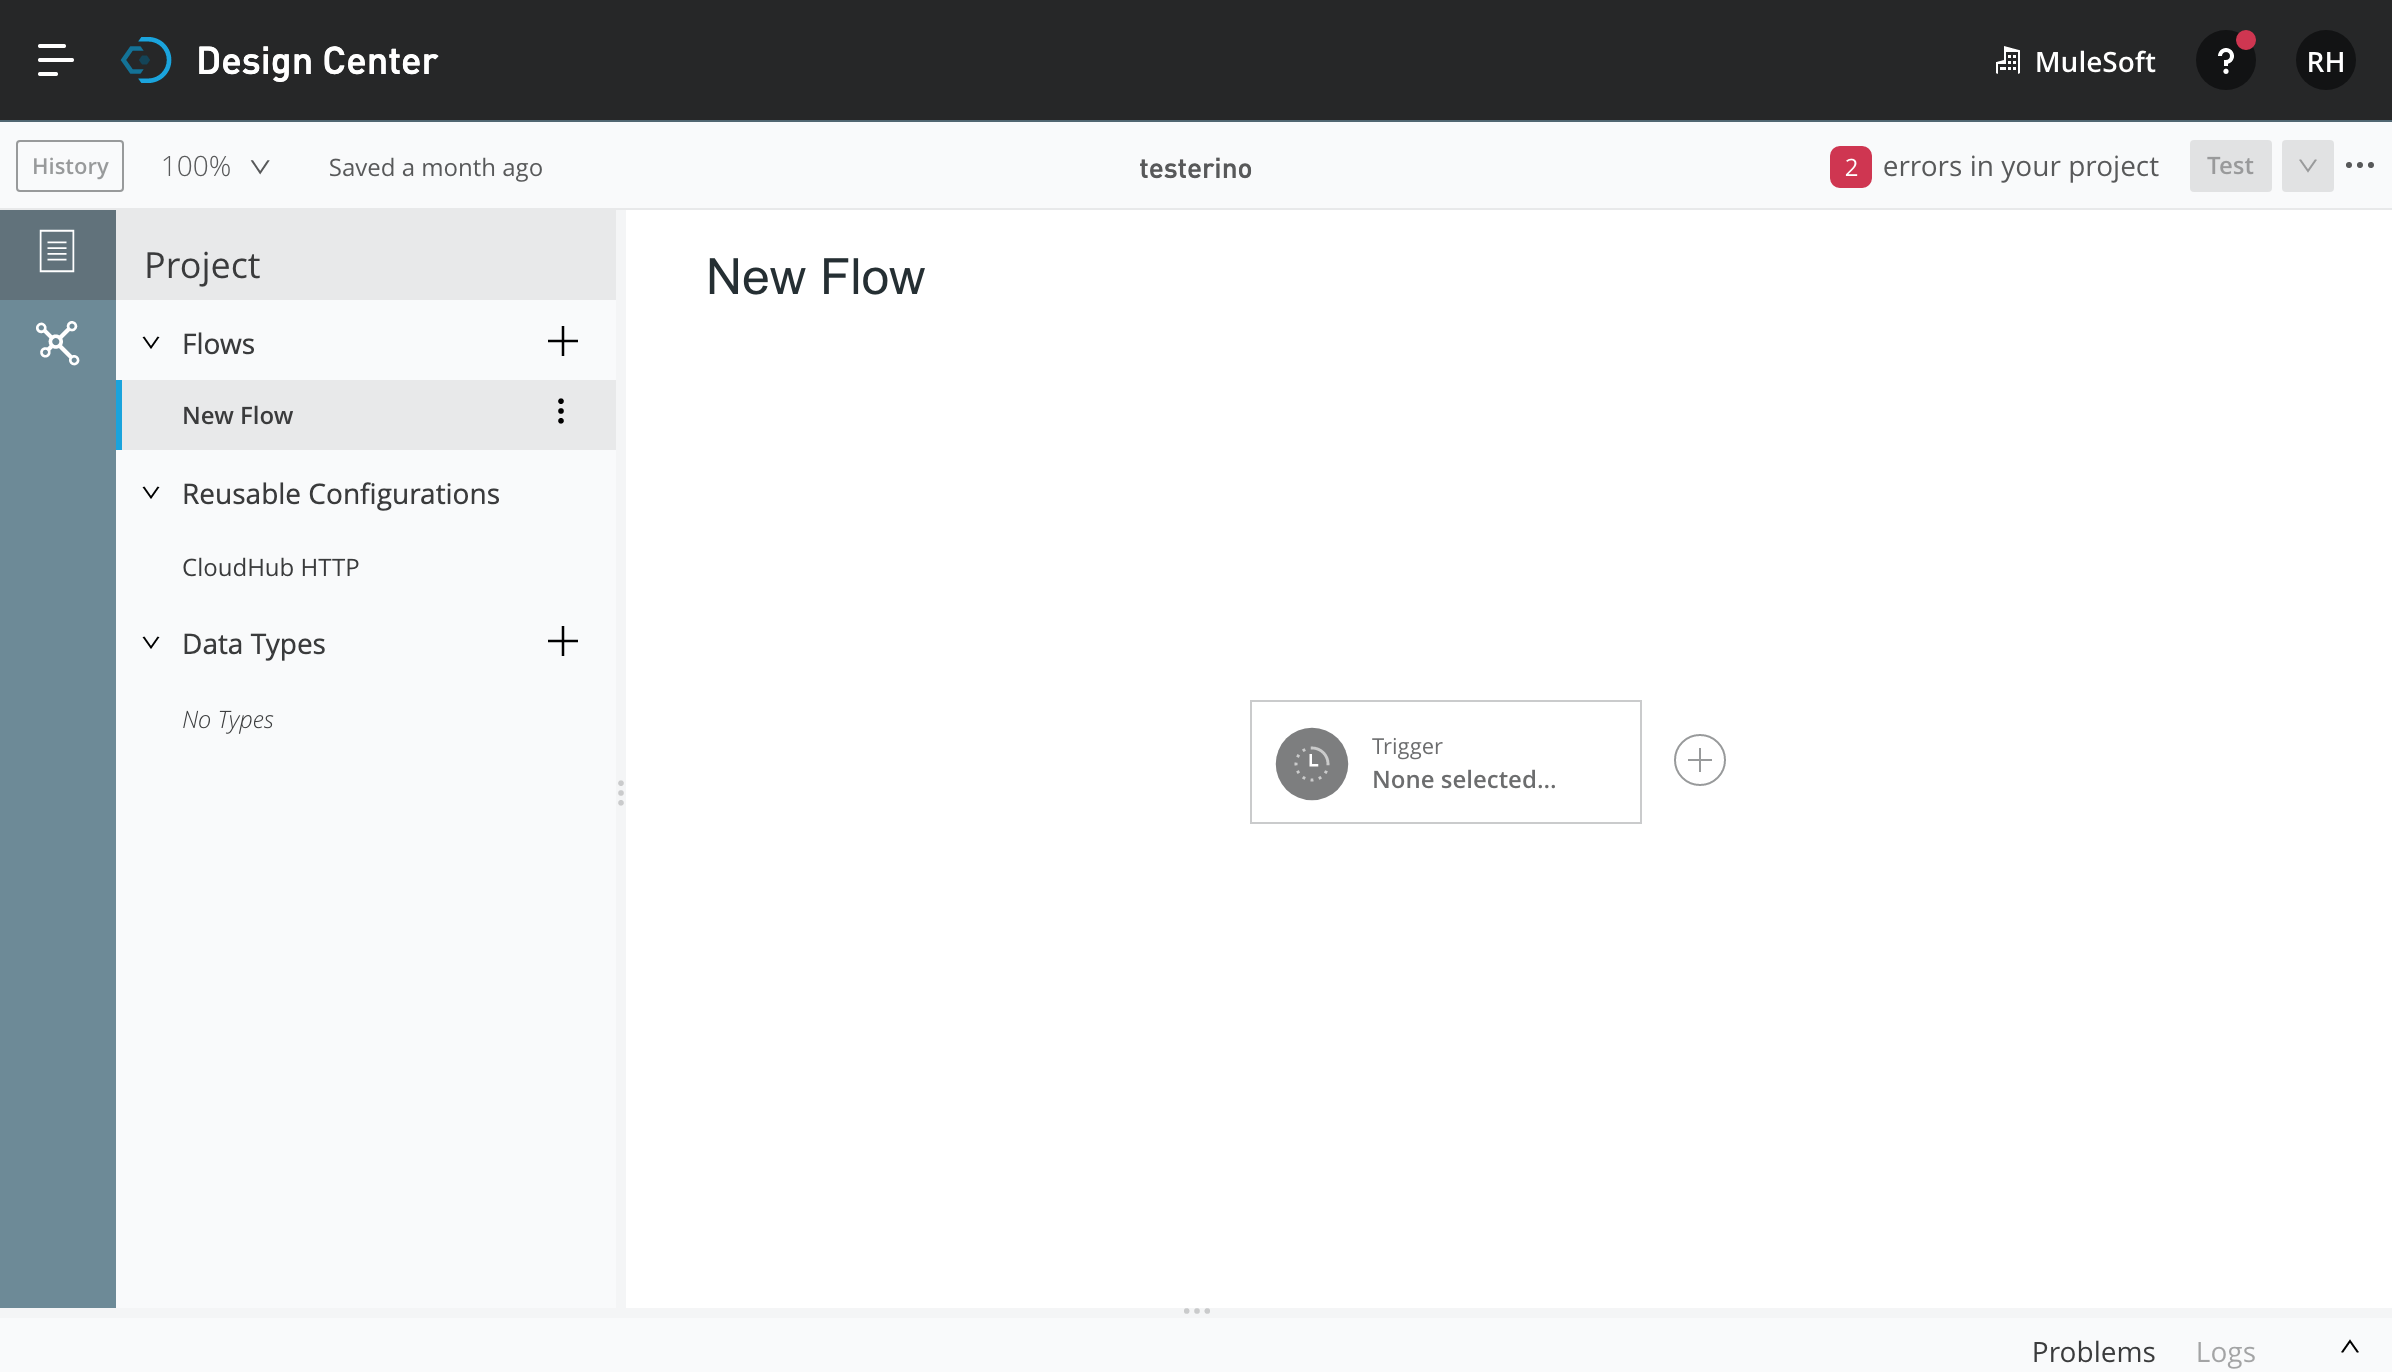 Design Center
MuleSoft
?
RH
History
100%
Saved a month ago
testerino
2 errors in your project
Test
Project
Flows
New Flow
Reusable Configurations
CloudHub HTTP
Data Types
No Types
New Flow
Trigger
None selected...
Problems
Logs